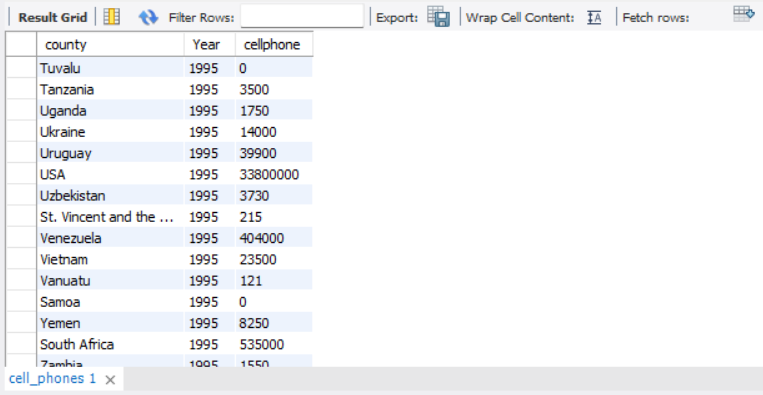 Result Grid Filter Rows: Export: Wrap Cell Content: IA Fetch rows:
county Year cellphone
Tuvalu 1995 0
Tanzania 1995 3500
Uganda 1995 1750
Ukraine 1995 14000
Uruguay 1995 39900
USA 1995 33800000
Uzbekistan 1995 3730
St. Vincent and the ... 1995 215
Venezuela 1995 404000
Vietnam 1995 23500
Vanuatu 1995 121
Samoa 1995 0
Yemen 1995 8250
South Africa 1995 535000
Zambia 1995 1550
cell_phones 1